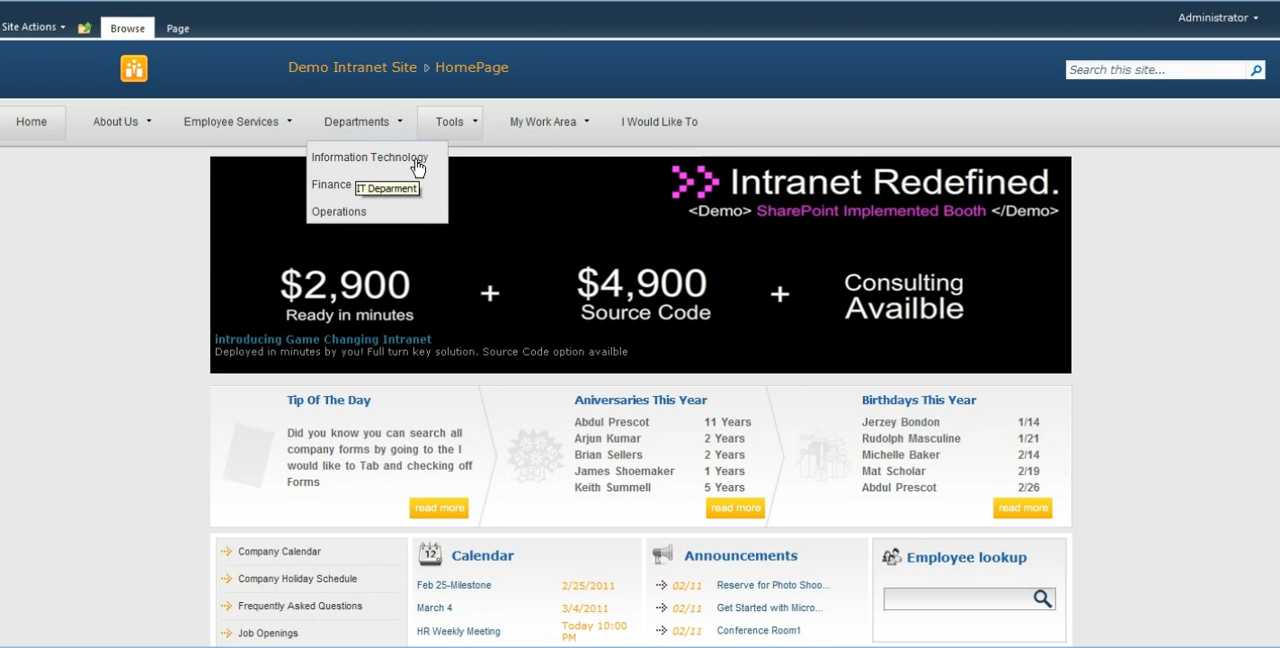 Site Actions
Browse
Page
Administrator
Demo Intranet Site HomePage
Search this site...
Home
About Us
Employee Services
Departments
Tools
My Work Area
I Would Like To
Information Technology
Finance
IT Deparment
Operations
>> Intranet Redefined.
<Demo> SharePoint Implemented Booth </Demo>
$2,900 + $4,900 + Consulting
Ready in minutes Source Code Availble
introducing Game Changing Intranet
Deployed in minutes by you! Full turn key solution. Source Code option availble
Tip Of The Day
Did you know you can search all
company forms by going to the I
would like to Tab and checking off
Forms
read more
Aniversaries This Year
Abdul Prescot 11 Years
Arjun Kumar 2 Years
Brian Sellers 2 Years
James Shoemaker 1 Years
Keith Summell 5 Years
read more
Birthdays This Year
Jerzey Bondon 1/14
Rudolph Masculine 1/21
Michelle Baker 2/14
Mat Scholar 2/19
Abdul Prescot 2/26
read more
Company Calendar
Company Holiday Schedule
Frequently Asked Questions
Job Openings
12
Calendar
Feb 25-Milestone 2/25/2011
March 4 3/4/2011
HR Weekly Meeting Today 10:00
PM
Announcements
02/11 Reserve for Photo Shoo...
02/11 Get Started with Micro...
02/11 Conference Room1
Employee lookup